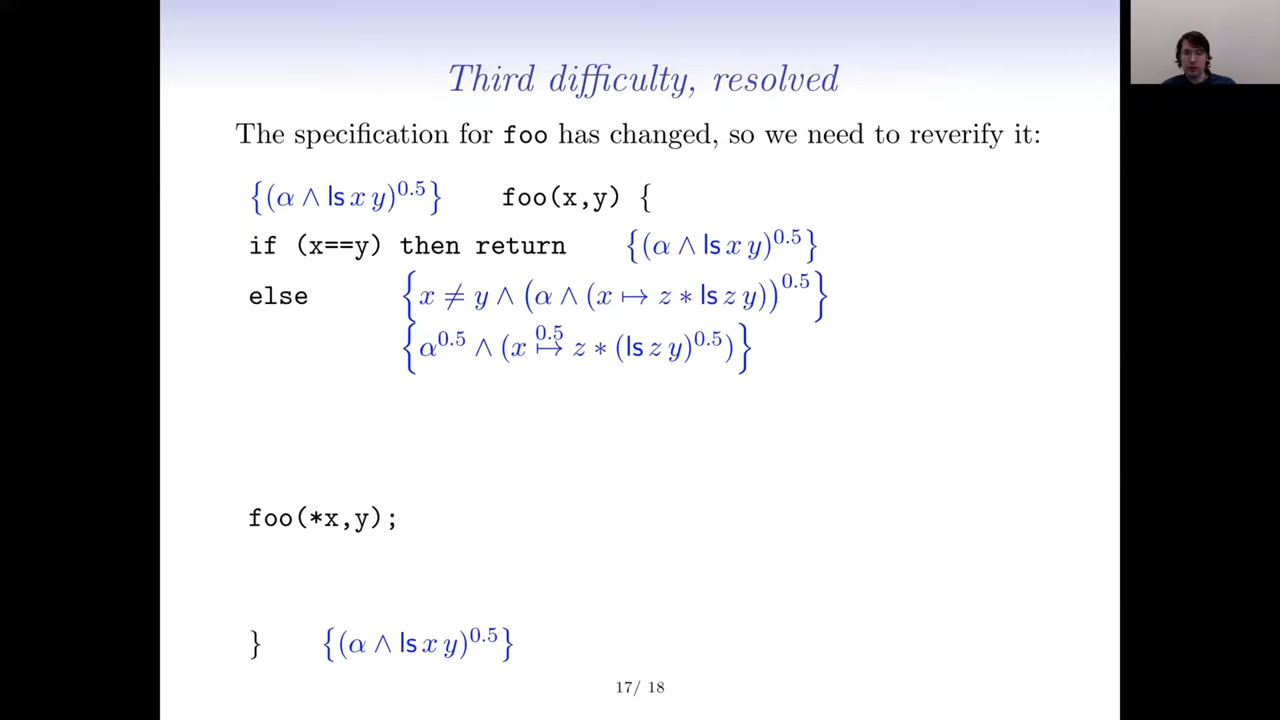 Third difficulty, resolved
The specification for foo has changed, so we need to reverify it:
{(α ∧ ls x y)^0.5} foo(x,y) {
if (x==y) then return {(α ∧ ls x y)^0.5}
else {x ≠ y ∧ (α ∧ (x ↦ z ∗ ls z y))^0.5}
{α^0.5 ∧ (x ↦^0.5 z ∗ (ls z y)^0.5)}
foo(*x,y);
} {(α ∧ ls x y)^0.5}
17/ 18